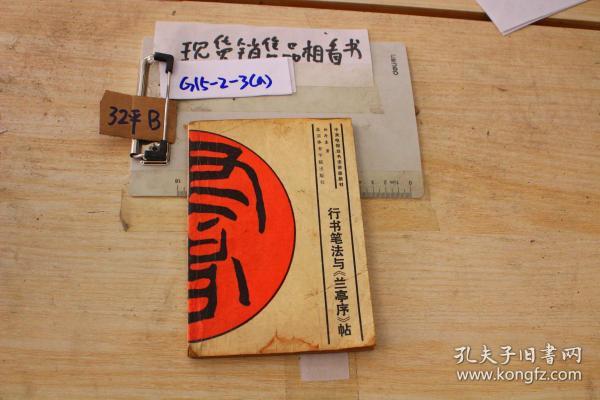 现货销售品相看书
G15-2-3(a)
32平B
行书笔法与《兰亭序》帖
孔夫子旧书网
www.kongfz.com